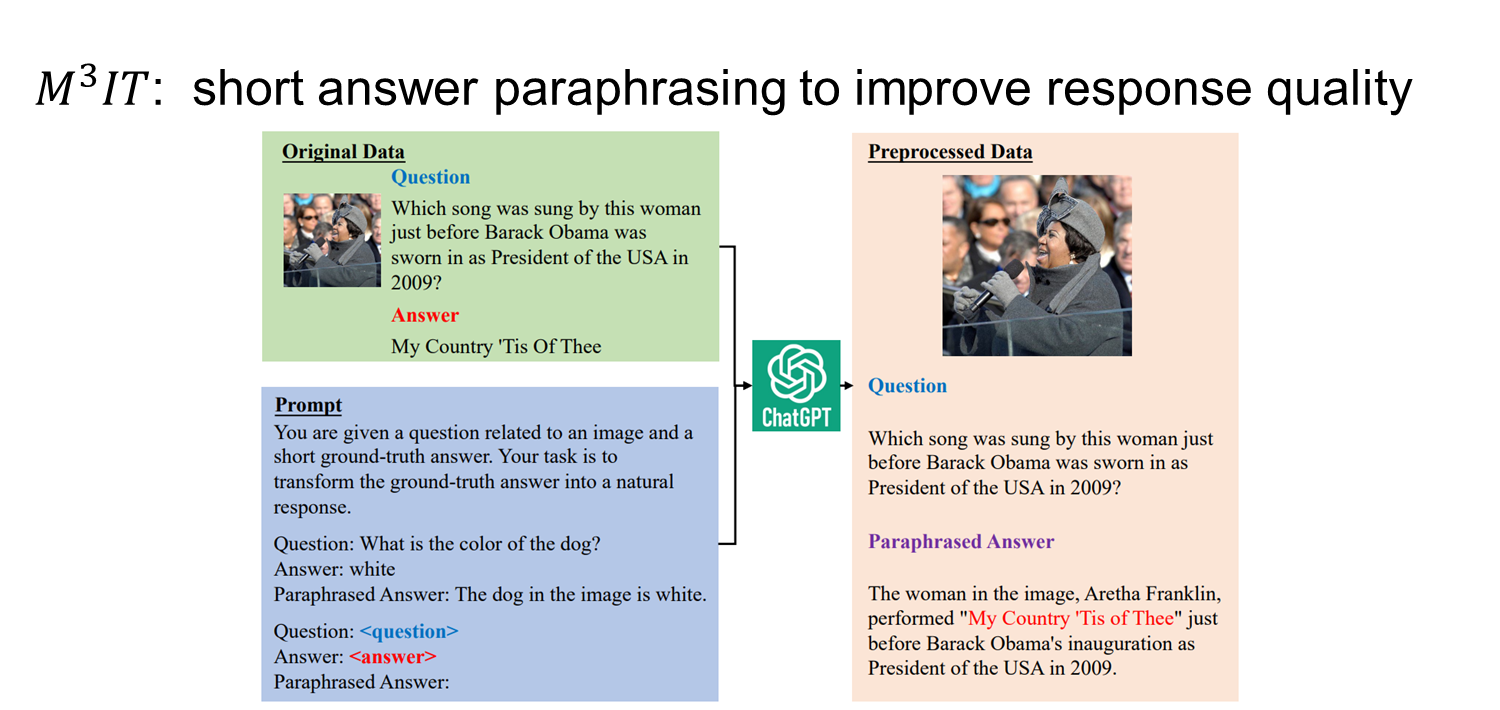 M³IT: short answer paraphrasing to improve response quality
Original Data
Question
Which song was sung by this woman
just before Barack Obama was
sworn in as President of the USA in
2009?
Answer
My Country 'Tis Of Thee
Prompt
You are given a question related to an image and a
short ground-truth answer. Your task is to
transform the ground-truth answer into a natural
response.
Question: What is the color of the dog?
Answer: white
Paraphrased Answer: The dog in the image is white.
Question: <question>
Answer: <answer>
Paraphrased Answer:
ChatGPT
Preprocessed Data
Question
Which song was sung by this woman just
before Barack Obama was sworn in as
President of the USA in 2009?
Paraphrased Answer
The woman in the image, Aretha Franklin,
performed "My Country 'Tis of Thee" just
before Barack Obama's inauguration as
President of the USA in 2009.